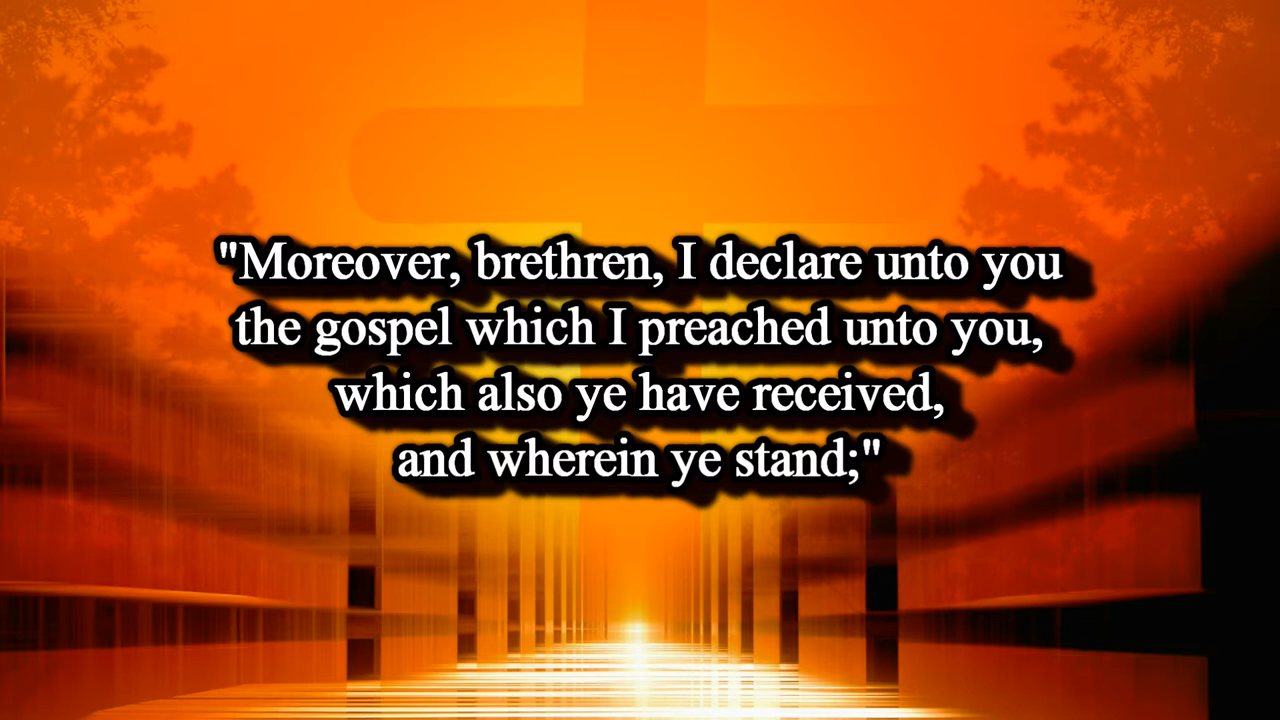 "Moreover, brethren, I declare unto you
the gospel which I preached unto you,
which also ye have received,
and wherein ye stand;"